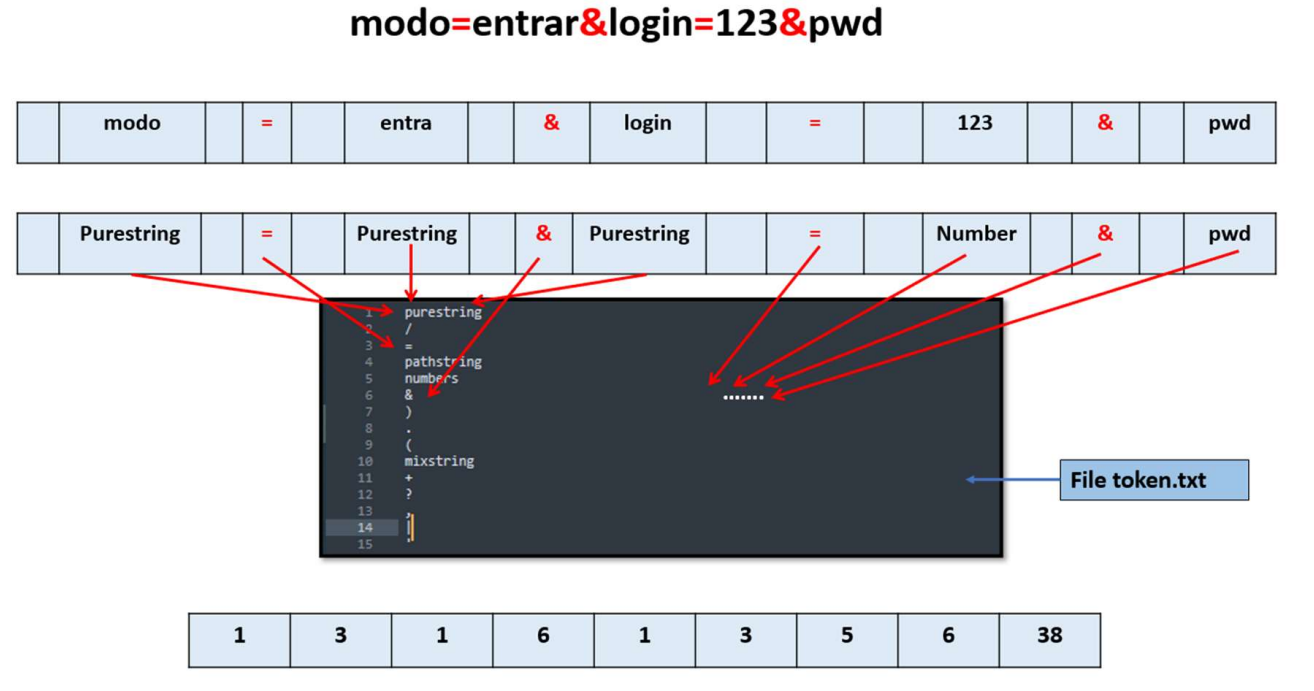 modo=entrar&login=123&pwd
modo = entra & login = 123 & pwd
Purestring = Purestring & Purestring = Number & pwd
1 purestring
2 /
3 =
4 pathstring
5 numbers
6 & .......
7 )
8 .
9 (
10 mixstring
11 +
12 ?
13 ,
14 |
15 '
File token.txt
1 3 1 6 1 3 5 6 38